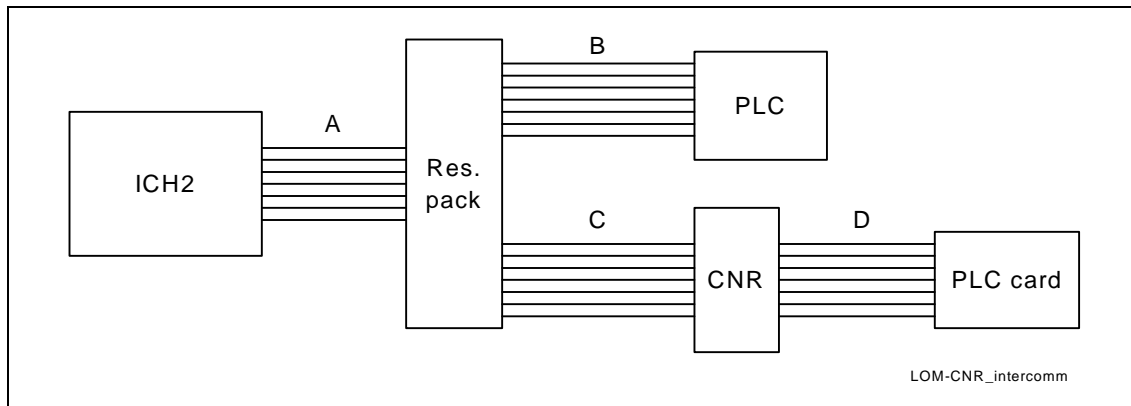 B
PLC
A
ICH2
Res.
pack
C
D
CNR
PLC card
LOM-CNR_intercomm